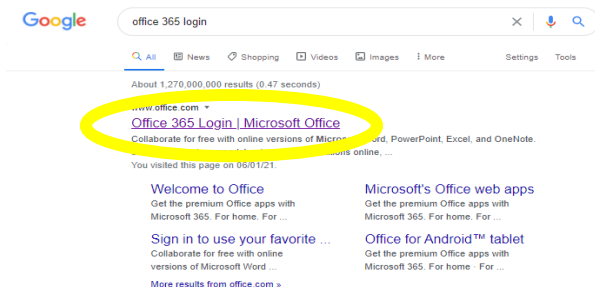 Google
office 365 login
All News Shopping Videos Images More Settings Tools
About 1,270,000,000 results (0.47 seconds)
www.office.com
Office 365 Login | Microsoft Office
Collaborate for free with online versions of Word, PowerPoint, Excel, and OneNote.
online, ...
You visited this page on 06/01/21.
Welcome to Office
Get the premium Office apps with
Microsoft 365. For home. For ...
Microsoft's Office web apps
Get the premium Office apps with
Microsoft 365. For home. For ...
Sign in to use your favorite ...
Collaborate for free with online
versions of Microsoft Word ...
Office for Android™ tablet
Get the premium Office apps with
Microsoft 365. For home · For ...
More results from office.com »